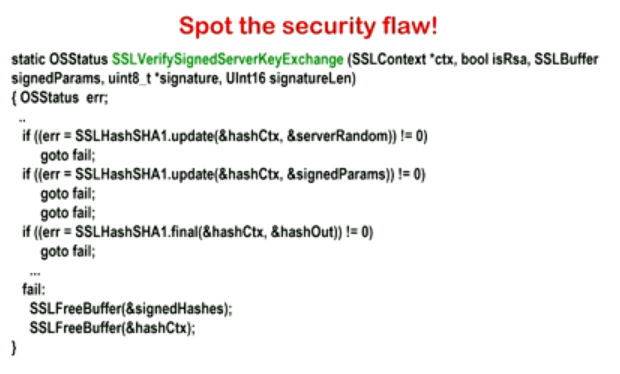 Spot the security flaw!
static OSStatus SSLVerifySignedServerKeyExchange (SSLContext *ctx, bool isRsa, SSLBuffer
signedParams, uint8_t *signature, UInt16 signatureLen)
{ OSStatus err;
..
if ((err = SSLHashSHA1.update(&hashCtx, &serverRandom)) != 0)
goto fail;
if ((err = SSLHashSHA1.update(&hashCtx, &signedParams)) != 0)
goto fail;
goto fail;
if ((err = SSLHashSHA1.final(&hashCtx, &hashOut)) != 0)
goto fail;
...
fail:
SSLFreeBuffer(&signedHashes);
SSLFreeBuffer(&hashCtx);
}